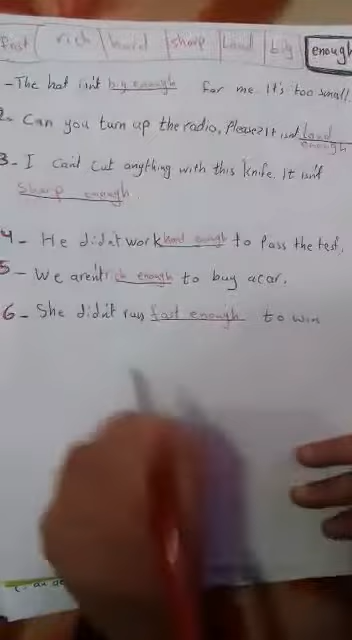 fast rich hard sharp Loud big enough
- The hat isn't big enough for me. It's too small.
2- Can you turn up the radio, Please? It isn't Loud
enough
3- I can't cut anything with this knife. It isn't
sharp enough
4- He didn't work hard enough to pass the test.
5- We aren't rich enough to buy a car.
6- She didn't run fast enough to win